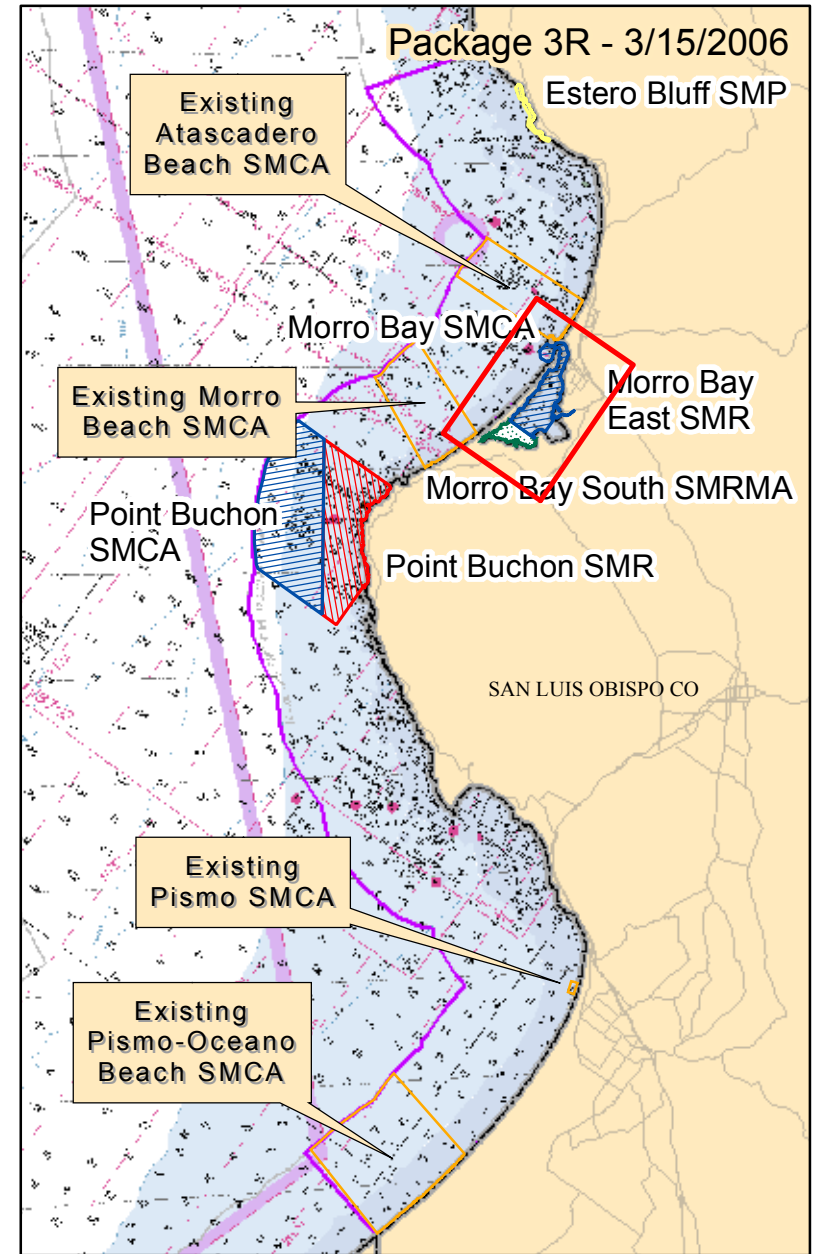 Package 3R - 3/15/2006
Estero Bluff SMP
Existing
Atascadero
Beach SMCA
Morro Bay SMCA
Existing Morro
Beach SMCA
Morro Bay
East SMR
Morro Bay South SMRMA
Point Buchon
SMCA
Point Buchon SMR
SAN LUIS OBISPO CO
Existing
Pismo SMCA
Existing
Pismo-Oceano
Beach SMCA